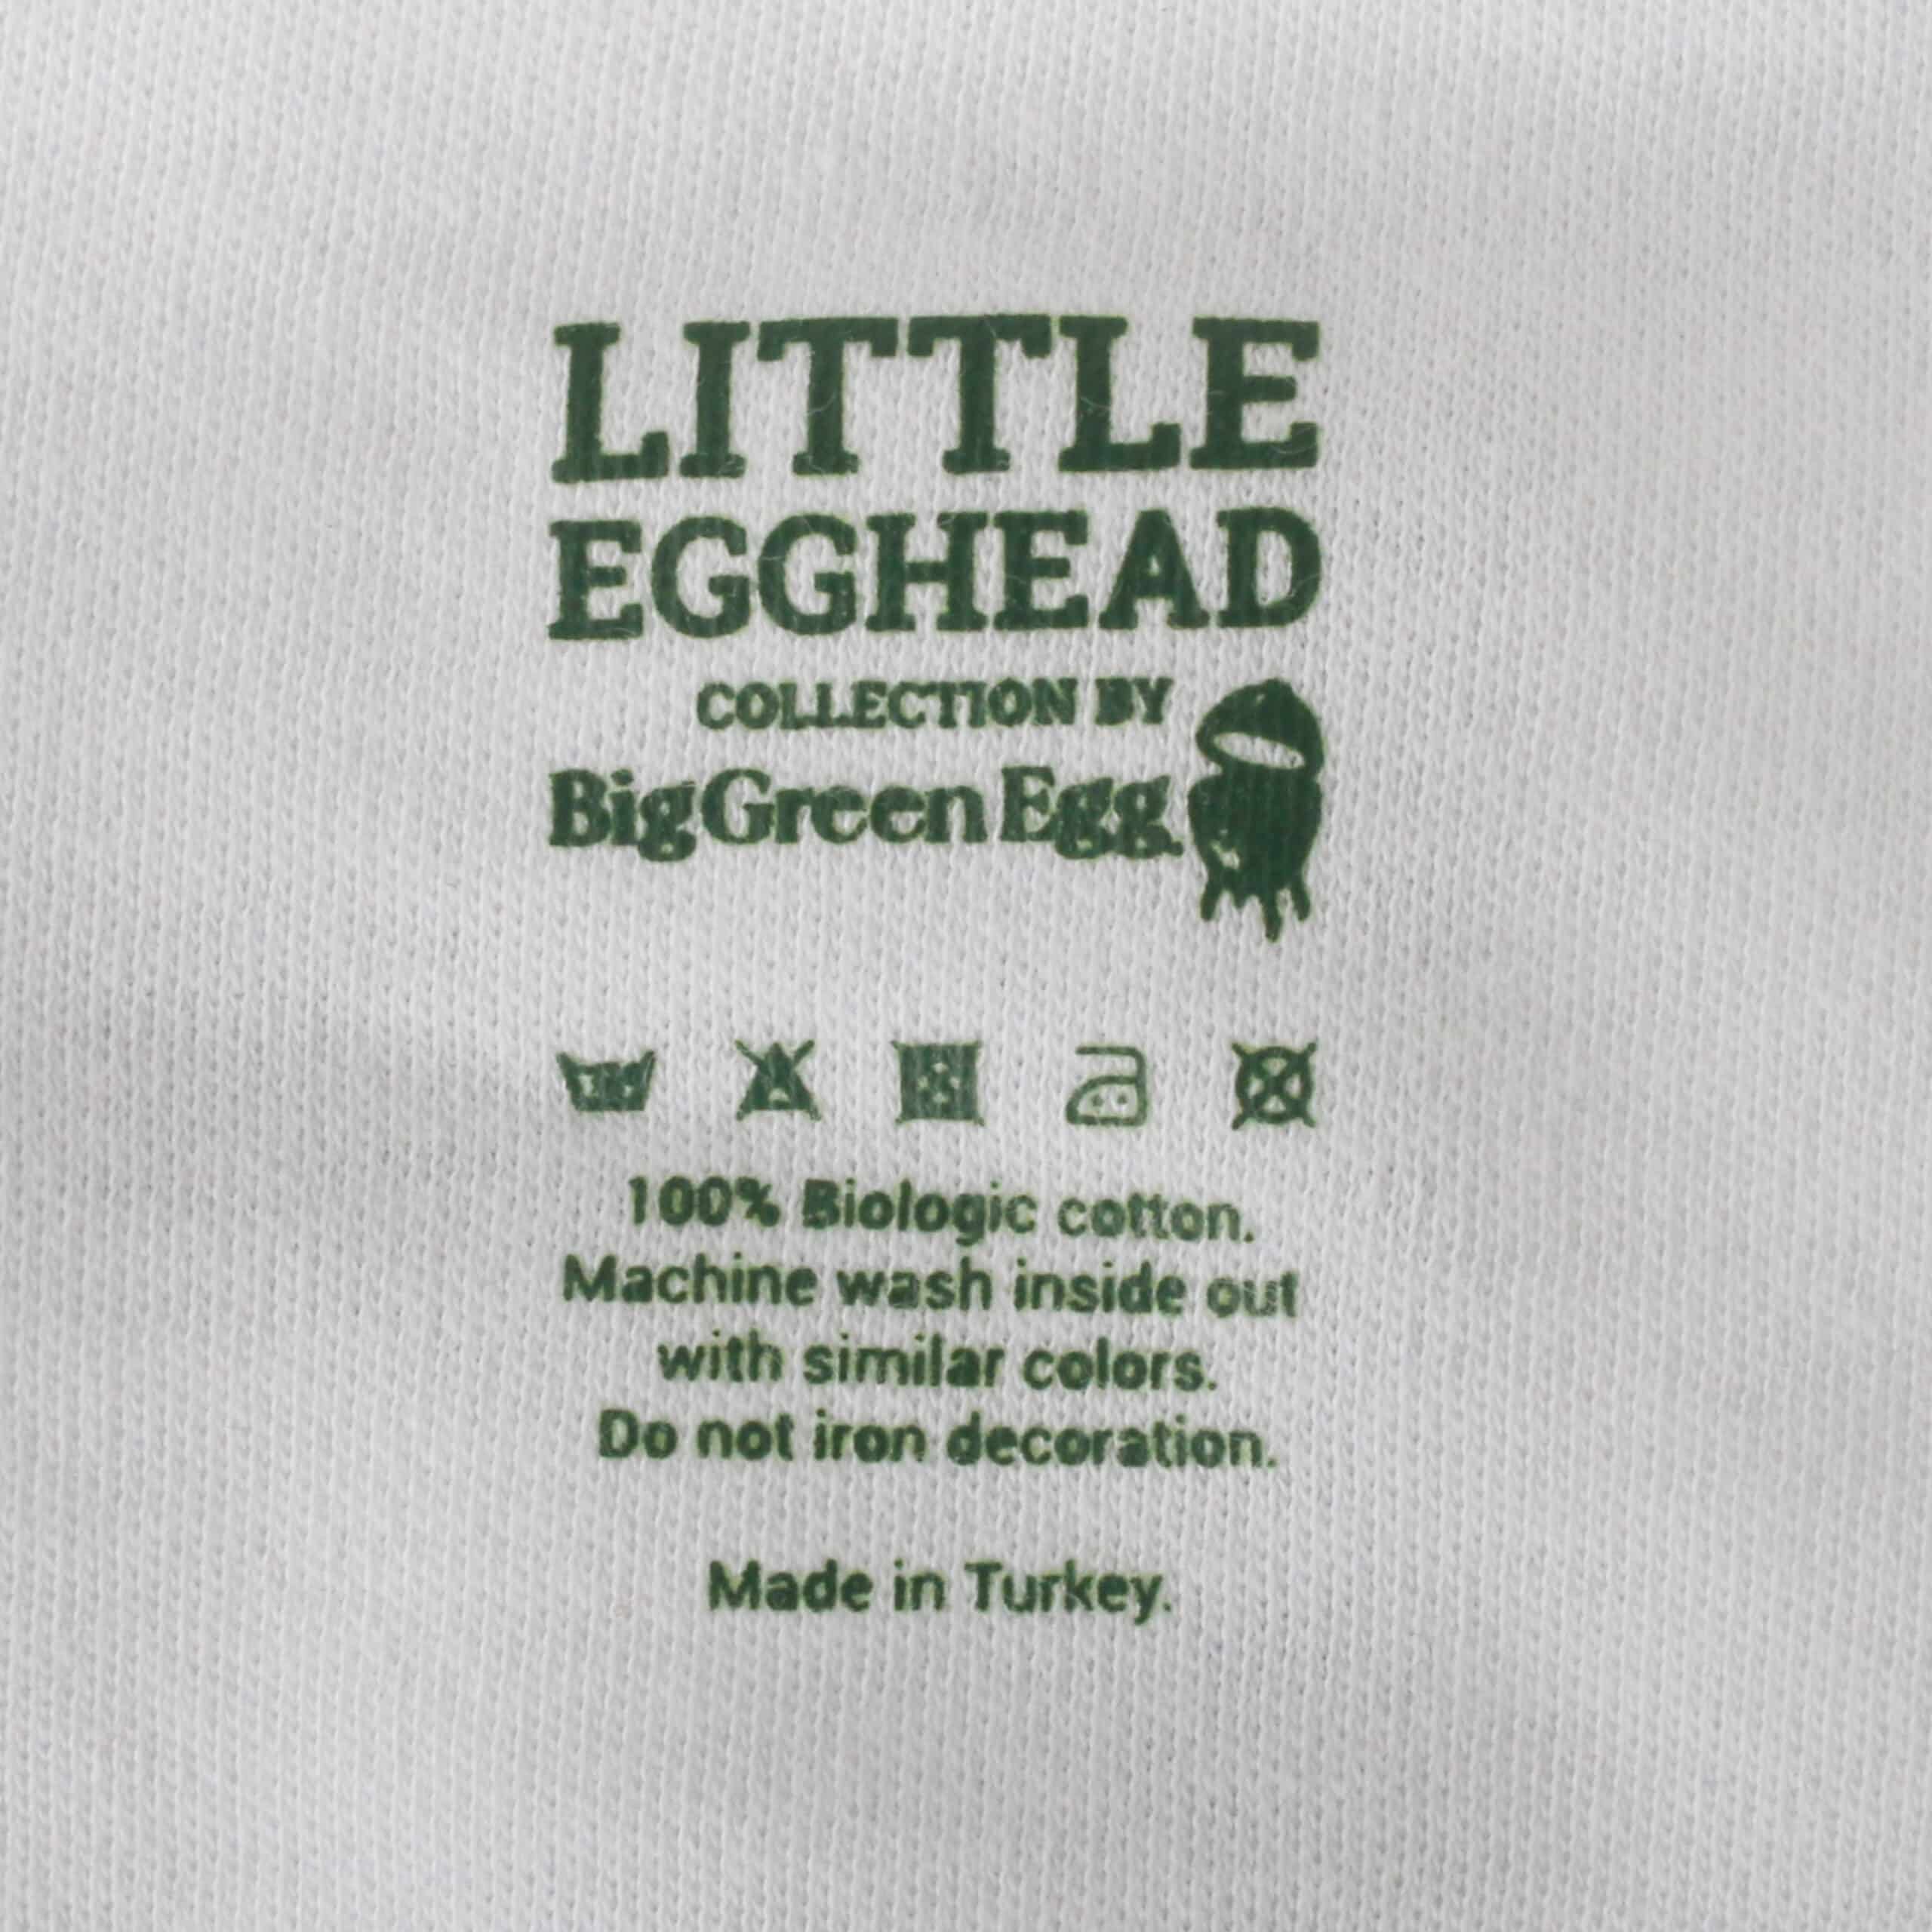 LITTLE
EGGHEAD
COLLECTION BY
Big Green Egg
100% Biologic cotton.
Machine wash inside out
with similar colors.
Do not iron decoration.
Made in Turkey.